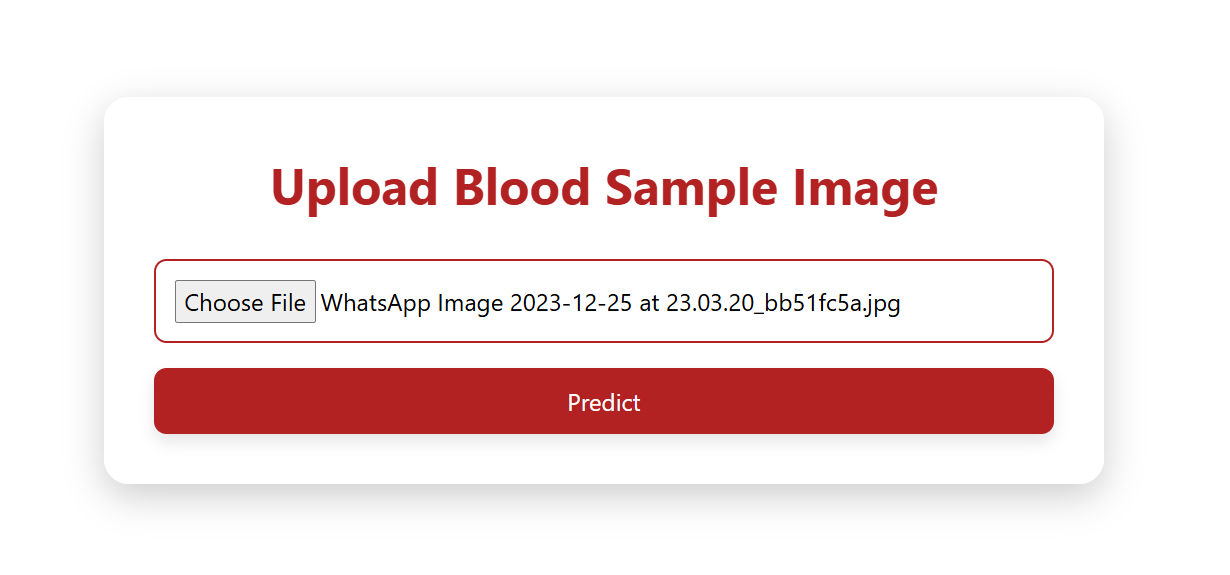 Upload Blood Sample Image
Choose File WhatsApp Image 2023-12-25 at 23.03.20_bb51fc5a.jpg
Predict